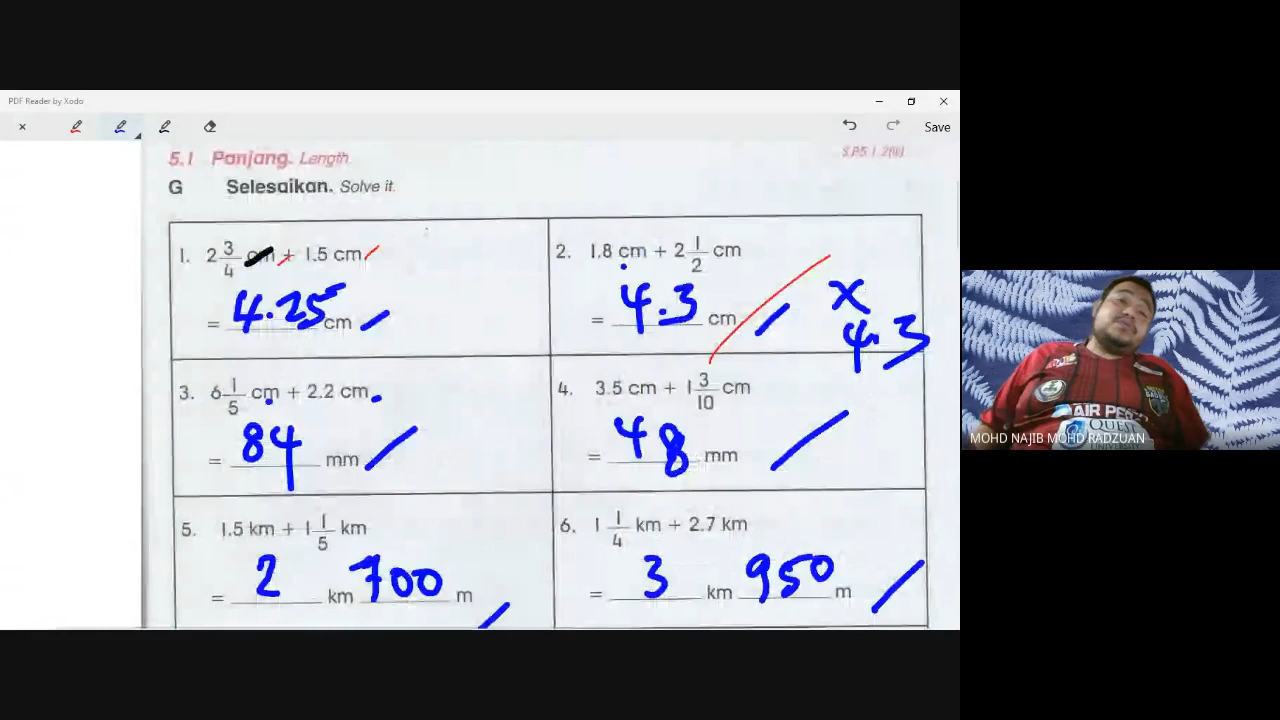 PDF Reader by Xodo
Save
5.1 Panjang. Length
S.P.5.1.2(ii)
G Selesaikan. Solve it.
1. 2 3/4 cm + 1.5 cm
= 4.25 cm
2. 1.8 cm + 2 1/2 cm
= 4.3 cm
x
4.3
3. 6 1/5 cm + 2.2 cm
= 84 mm
4. 3.5 cm + 1 3/10 cm
= 48 mm
5. 1.5 km + 1 1/5 km
= 2 km 700 m
6. 1 1/4 km + 2.7 km
= 3 km 950 m
QUEST
UNIVERSITY
MOHD NAJIB MOHD RADZUAN